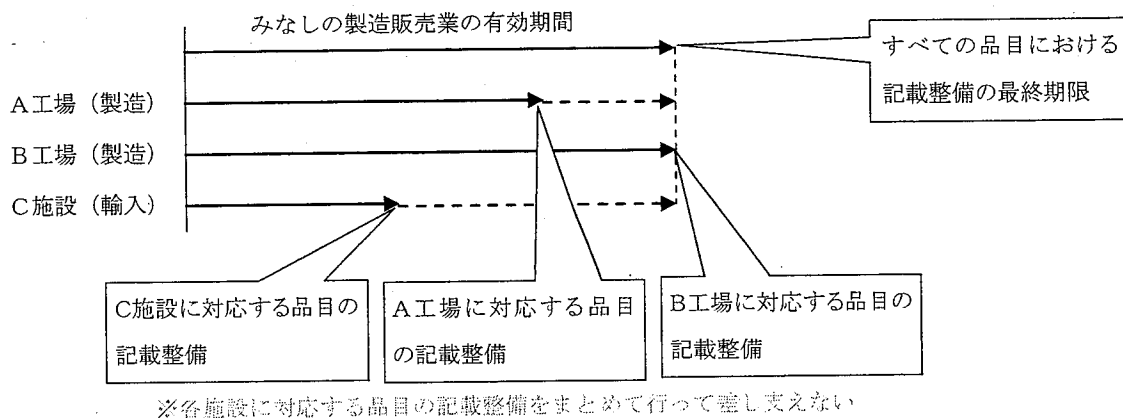 みなしの製造販売業の有効期間
すべての品目における
記載整備の最終期限
A工場（製造）
B工場（製造）
C施設（輸入）
C施設に対応する品目の
記載整備
A工場に対応する品目
の記載整備
B工場に対応する品目の
記載整備
※各施設に対応する品目の記載整備をまとめて行って差し支えない